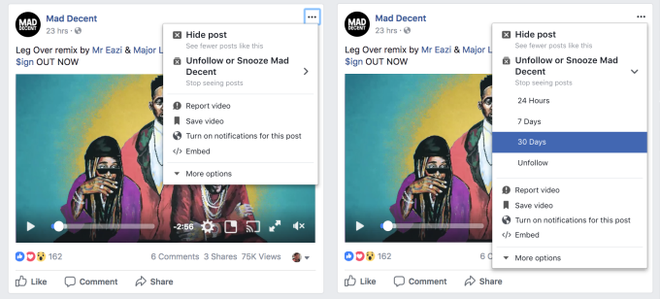 MAD
DECENT
Mad Decent
23 hrs ·
Leg Over remix by Mr Eazi & Major L
$ign OUT NOW
Hide post
See fewer posts like this
Unfollow or Snooze Mad
Decent
Stop seeing posts
Report video
Save video
Turn on notifications for this post
Embed
More options
-2:56
162
6 Comments 3 Shares 75K Views
Like Comment Share
MAD
DECENT
Mad Decent
23 hrs ·
Leg Over remix by Mr Eazi & Major L
$ign OUT NOW
Hide post
See fewer posts like this
Unfollow or Snooze Mad
Decent
Stop seeing posts
24 Hours
7 Days
30 Days
Unfollow
Report video
Save video
Turn on notifications for this post
Embed
More options
162
6 Co
Like Comment Share